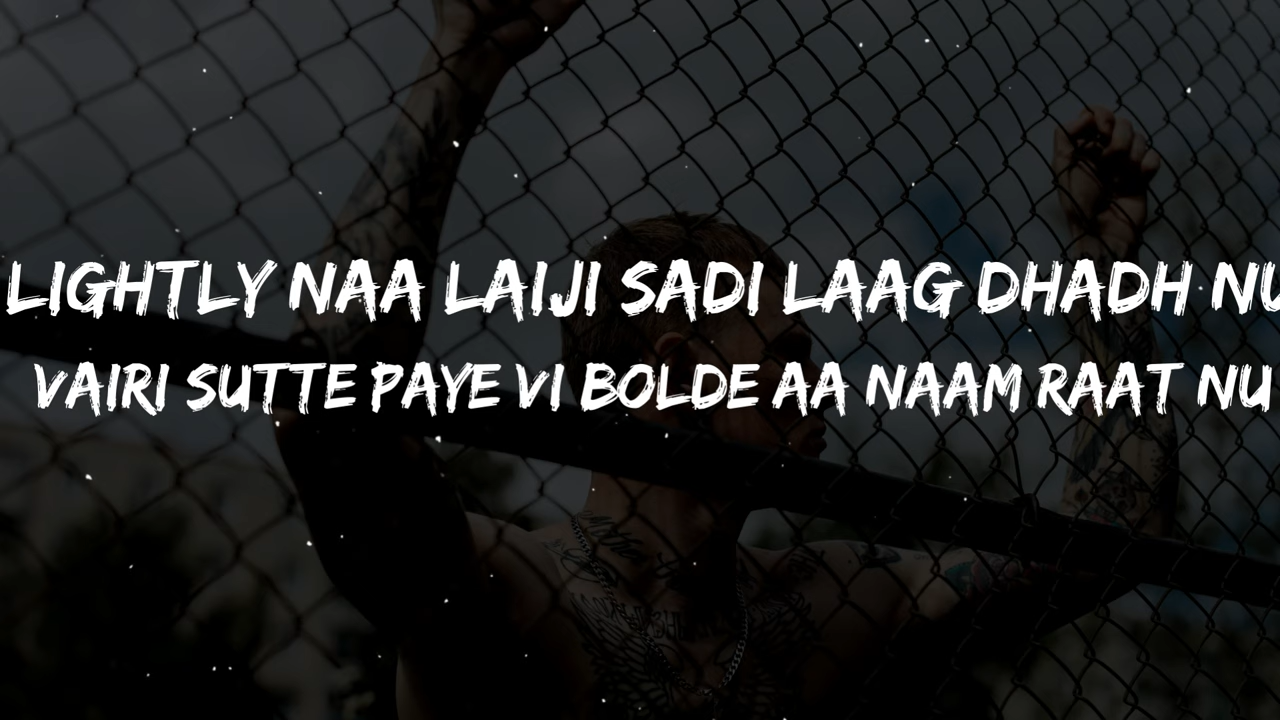 LIGHTLY NAA LAIJI SADI LAAG DHADH NU
VAIRI SUTTE PAYE VI BOLDE AA NAAM RAAT NU